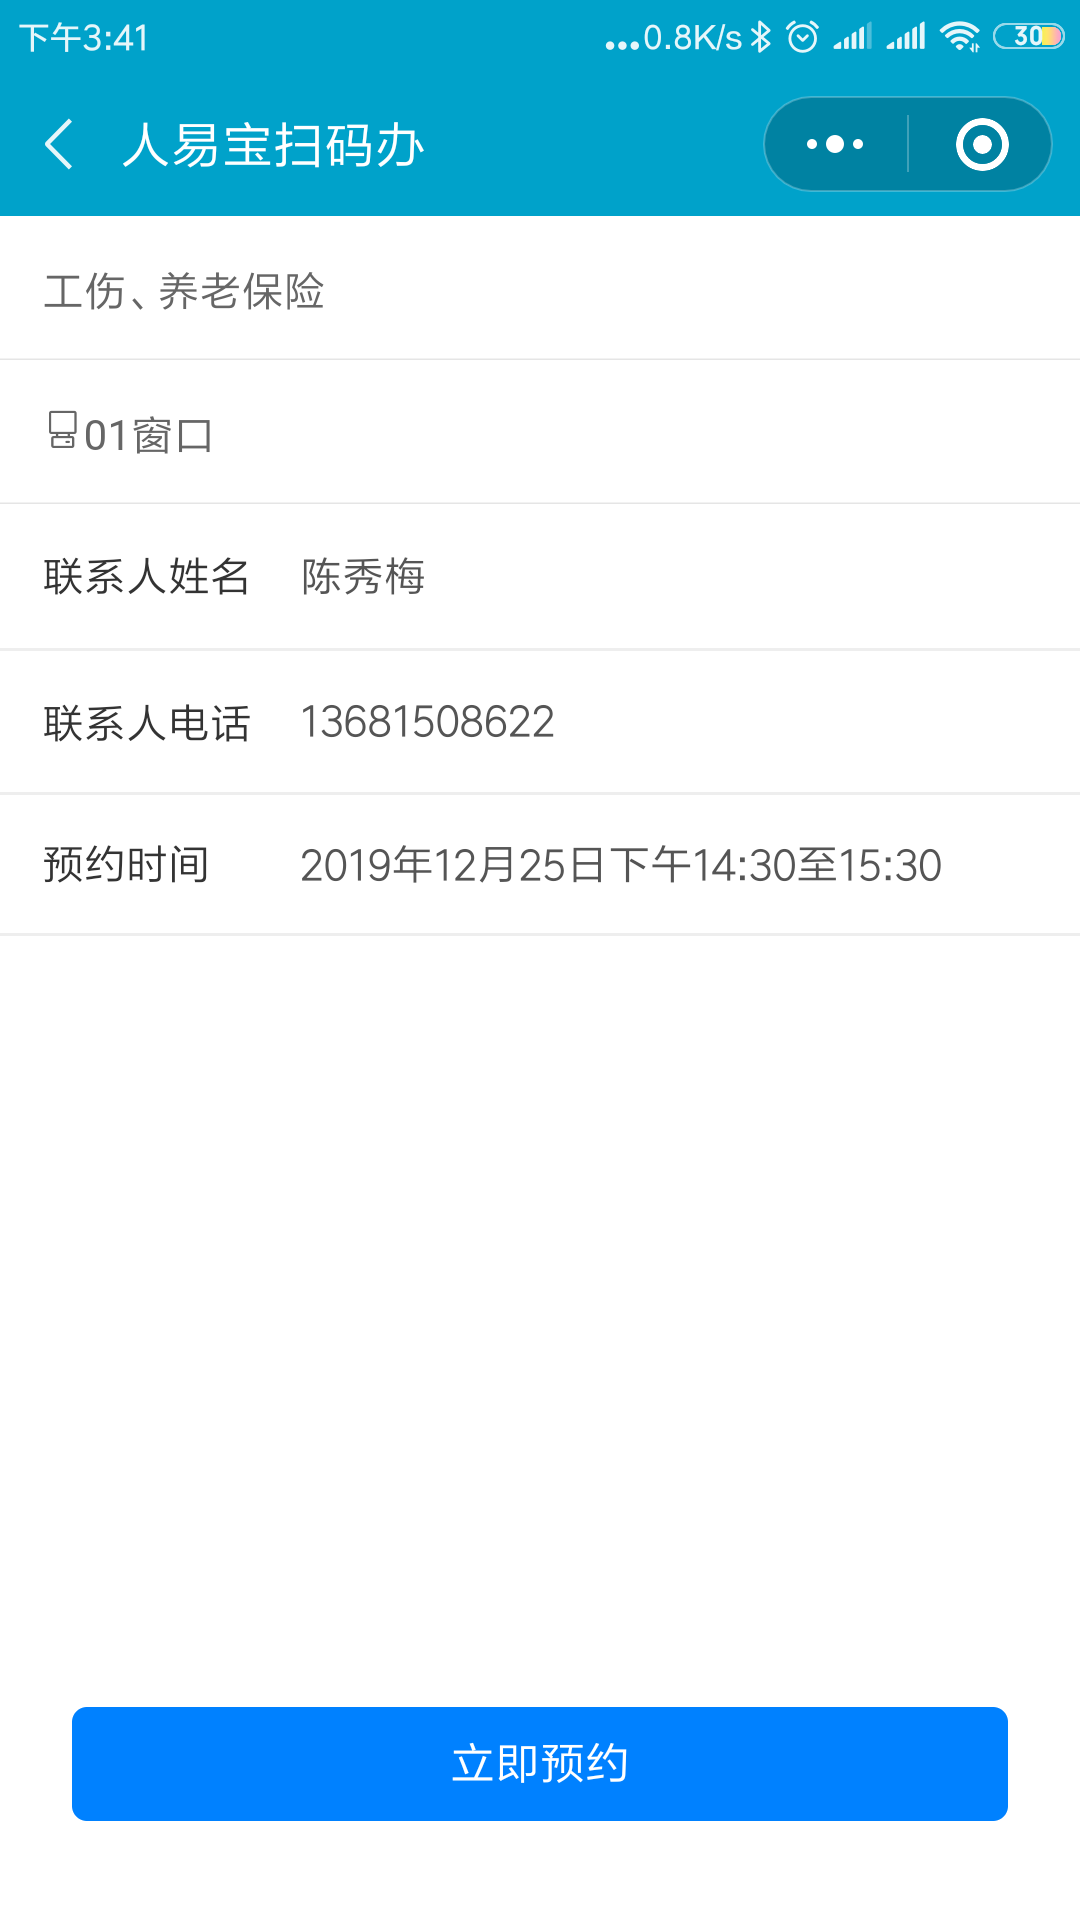 下午3:41
...0.8K/s
30
人易宝扫码办
工伤、养老保险
01窗口
联系人姓名 陈秀梅
联系人电话 13681508622
预约时间 2019年12月25日下午14:30至15:30
立即预约